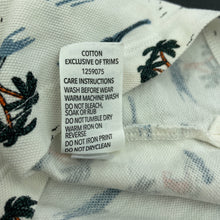 COTTON
EXCLUSIVE OF TRIMS
1259075
CARE INSTRUCTIONS
WASH BEFORE WEAR
WARM MACHINE WASH
DO NOT BLEACH,
SOAK OR RUB
DO NOT TUMBLE DRY
WARM IRON ON
REVERSE
DO NOT IRON PRINT
DO NOT DRYCLEAN